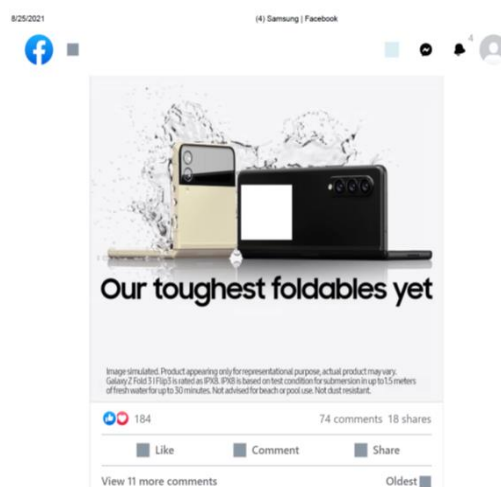 8/25/2021
(4) Samsung | Facebook
4
Our toughest foldables yet
Image simulated. Product appearing only for representational purpose, actual product may vary.
Galaxy Z Fold 3 I Flip3 is rated as IPX8. IPX8 is based on test condition for submersion in up to 1.5 meters
of fresh water for up to 30 minutes. Not advised for beach or pool use. Not dust resistant.
184
74 comments 18 shares
Like
Comment
Share
View 11 more comments
Oldest